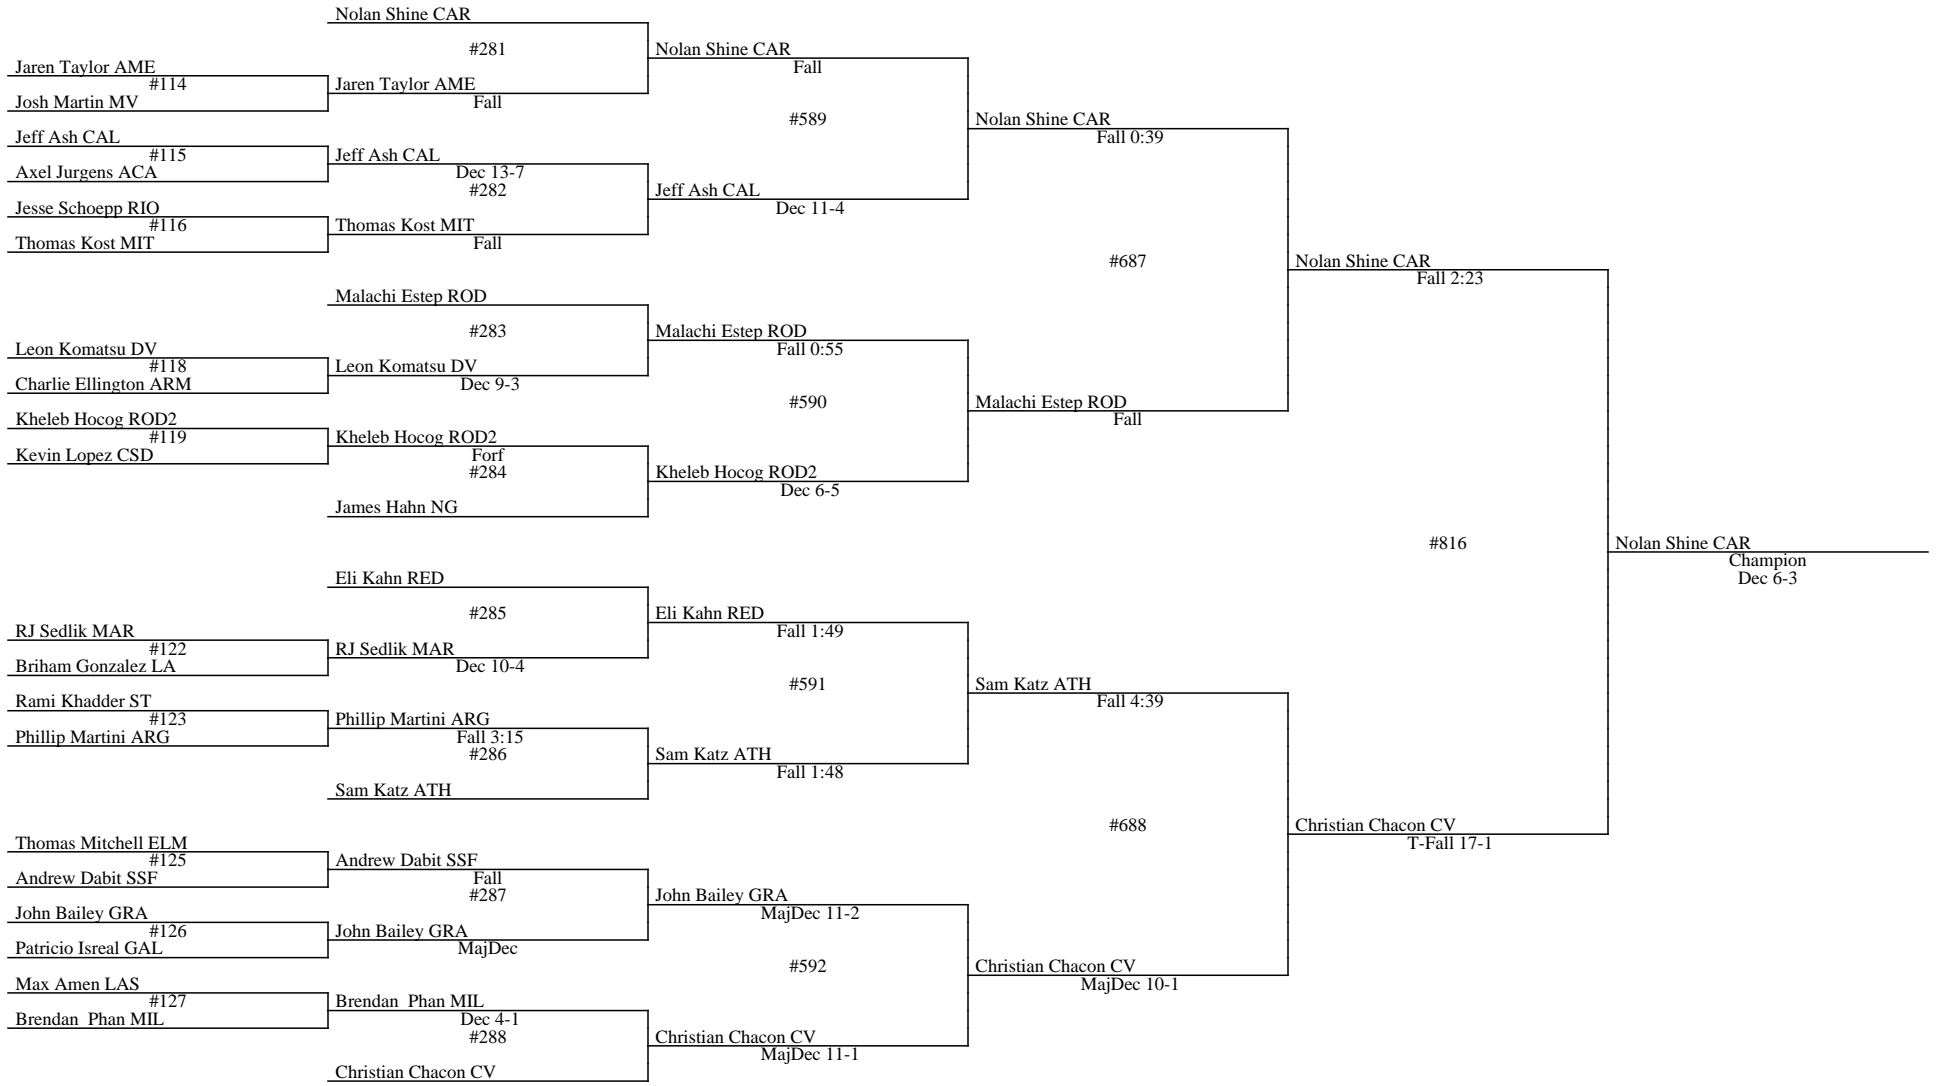 Nolan Shine CAR
#281
Nolan Shine CAR
Fall
Jaren Taylor AME
#114
Jaren Taylor AME
Fall
Josh Martin MV
#589
Nolan Shine CAR
Fall 0:39
Jeff Ash CAL
#115
Jeff Ash CAL
Dec 13-7
Axel Jurgens ACA
#282
Jeff Ash CAL
Dec 11-4
Jesse Schoepp RIO
#116
Thomas Kost MIT
Fall
Thomas Kost MIT
#687
Nolan Shine CAR
Fall 2:23
Malachi Estep ROD
#283
Malachi Estep ROD
Fall 0:55
Leon Komatsu DV
#118
Leon Komatsu DV
Dec 9-3
Charlie Ellington ARM
#590
Malachi Estep ROD
Fall
Kheleb Hocog ROD2
#119
Kheleb Hocog ROD2
Forf
Kevin Lopez CSD
#284
Kheleb Hocog ROD2
Dec 6-5
James Hahn NG
#816
Nolan Shine CAR
Champion
Dec 6-3
Eli Kahn RED
#285
Eli Kahn RED
Fall 1:49
RJ Sedlik MAR
#122
RJ Sedlik MAR
Dec 10-4
Briham Gonzalez LA
#591
Sam Katz ATH
Fall 4:39
Rami Khadder ST
#123
Phillip Martini ARG
Fall 3:15
Phillip Martini ARG
#286
Sam Katz ATH
Fall 1:48
Sam Katz ATH
#688
Christian Chacon CV
T-Fall 17-1
Thomas Mitchell ELM
#125
Andrew Dabit SSF
Fall
Andrew Dabit SSF
#287
John Bailey GRA
MajDec 11-2
John Bailey GRA
#126
John Bailey GRA
MajDec
Patricio Isreal GAL
#592
Christian Chacon CV
MajDec 10-1
Max Amen LAS
#127
Brendan  Phan MIL
Dec 4-1
Brendan  Phan MIL
#288
Christian Chacon CV
MajDec 11-1
Christian Chacon CV